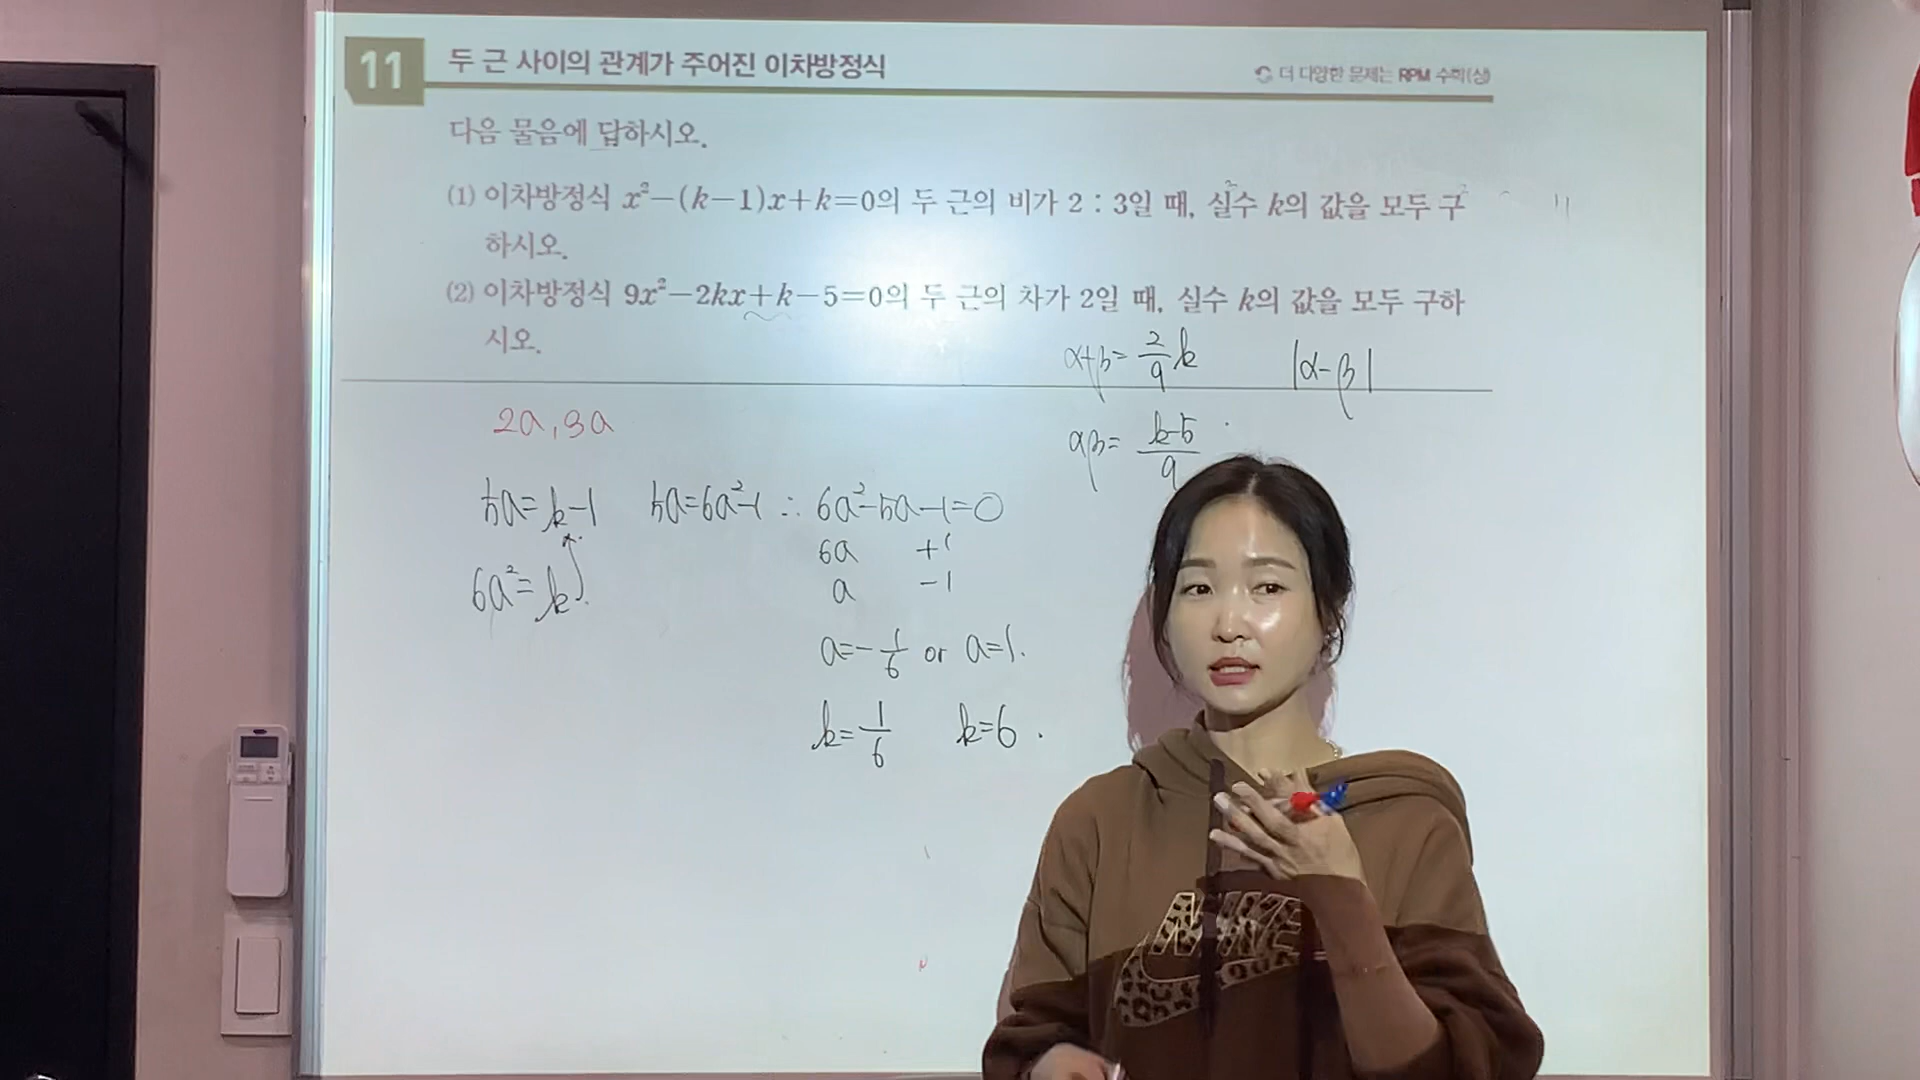 11 두 근 사이의 관계가 주어진 이차방정식
더 다양한 문제는 RPM 수학(상)
다음 물음에 답하시오.
(1) 이차방정식 x²-(k-1)x+k=0의 두 근의 비가 2 : 3일 때, 실수 k의 값을 모두 구
하시오.
(2) 이차방정식 9x²-2kx+k-5=0의 두 근의 차가 2일 때, 실수 k의 값을 모두 구하
시오.
α+β= 2/9 k |α-β|
2a, 3a
αβ= (k-5)/9
5a=k-1 5a=6a²-1 ∴ 6a²-5a-1=0
6a +1
6a²=k a -1
a=-1/6 or a=1.
k=1/6 k=6.
NIKE